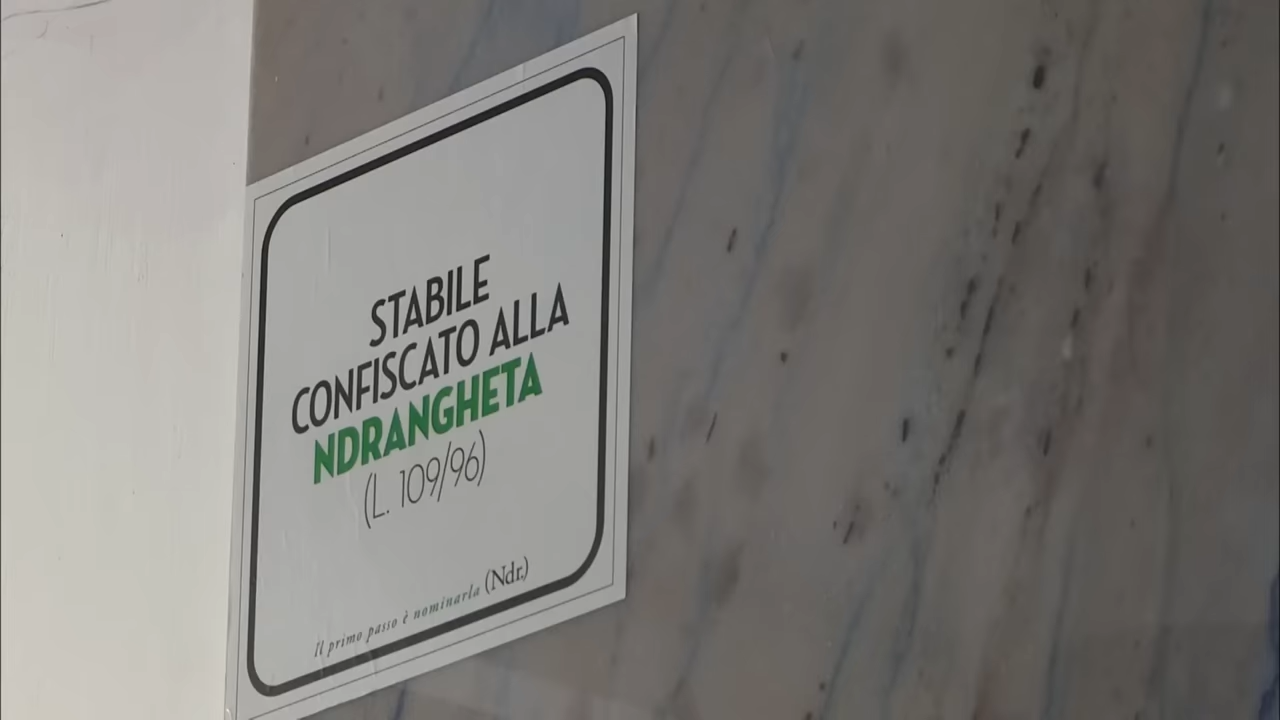 STABILE
CONFISCATO ALLA
NDRANGHETA
(L. 109/96)
Il primo passo è nominarla (Ndr.)